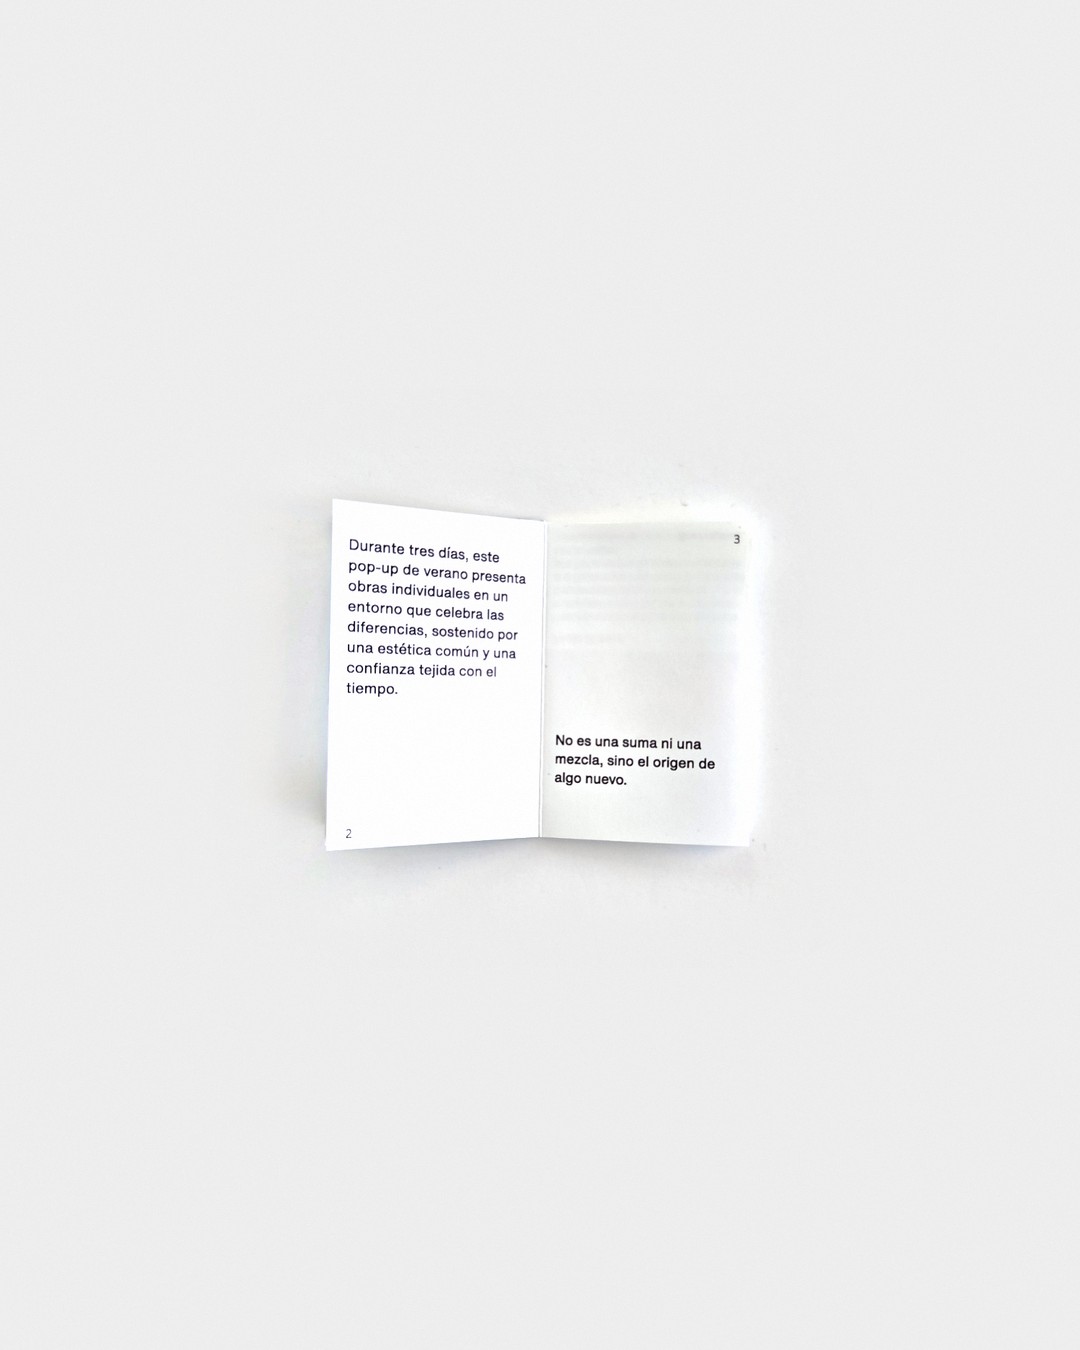 Durante tres días, este
pop-up de verano presenta
obras individuales en un
entorno que celebra las
diferencias, sostenido por
una estética común y una
confianza tejida con el
tiempo.
2
3
No es una suma ni una
mezcla, sino el origen de
algo nuevo.